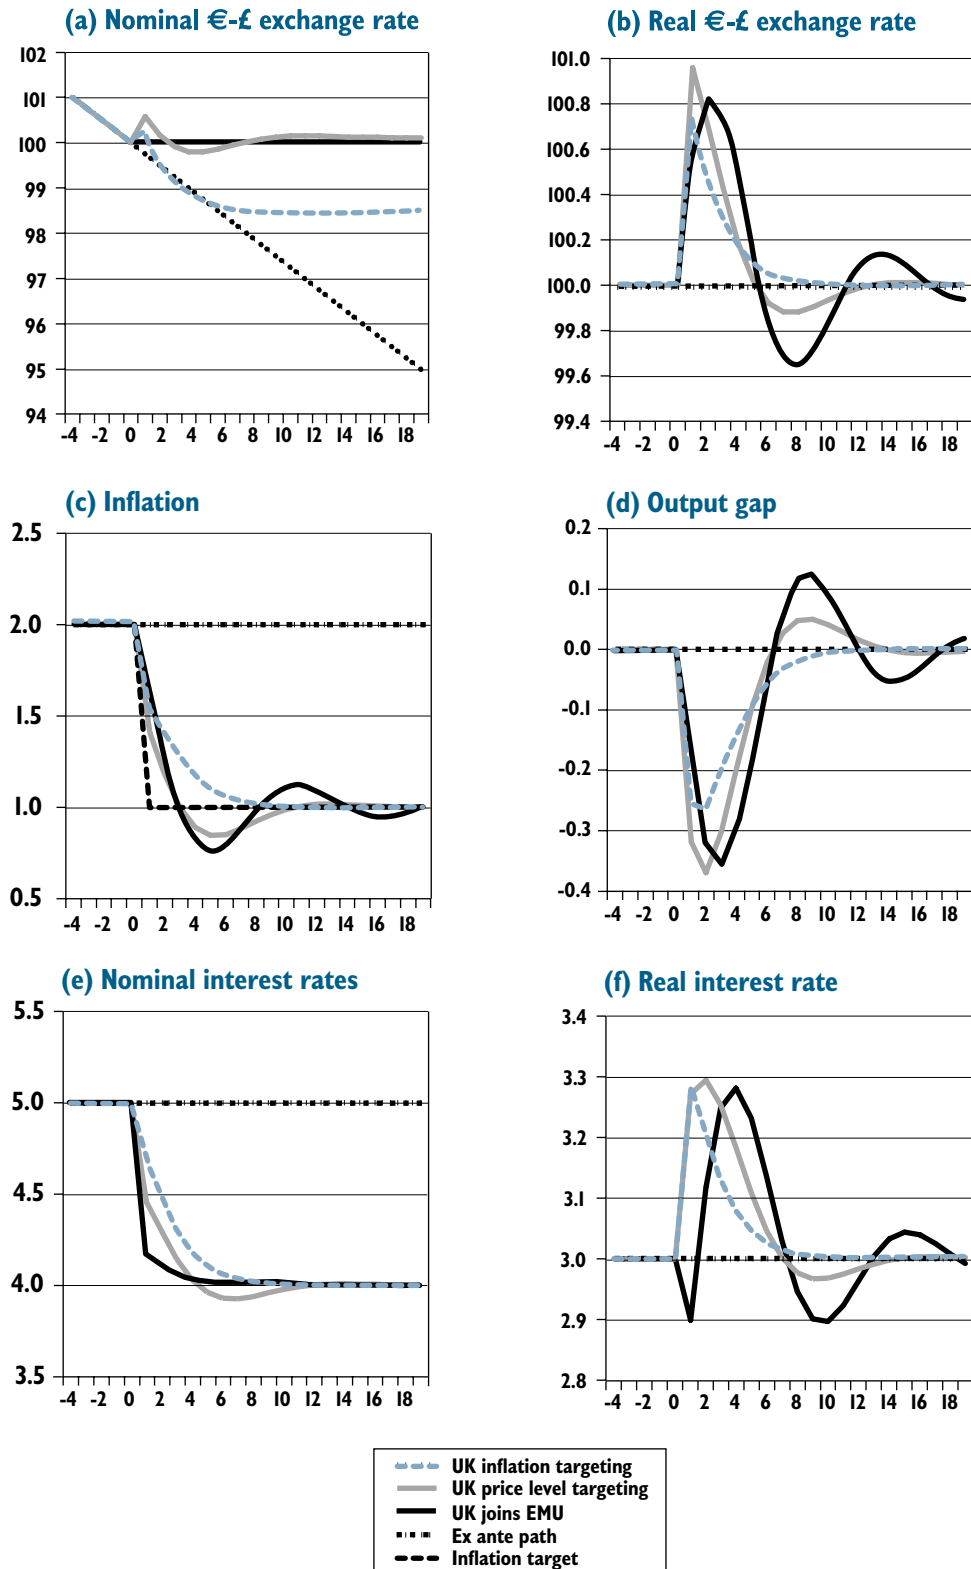 (a) Nominal €-£ exchange rate
102
101
100
99
98
97
96
95
94
-4 -2 0 2 4 6 8 10 12 14 16 18
(b) Real €-£ exchange rate
101.0
100.8
100.6
100.4
100.2
100.0
99.8
99.6
99.4
-4 -2 0 2 4 6 8 10 12 14 16 18
(c) Inflation
2.5
2.0
1.5
1.0
0.5
-4 -2 0 2 4 6 8 10 12 14 16 18
(d) Output gap
0.2
0.1
0.0
-0.1
-0.2
-0.3
-0.4
-4 -2 0 2 4 6 8 10 12 14 16 18
(e) Nominal interest rates
5.5
5.0
4.5
4.0
3.5
-4 -2 0 2 4 6 8 10 12 14 16 18
(f) Real interest rate
3.4
3.3
3.2
3.1
3.0
2.9
2.8
-4 -2 0 2 4 6 8 10 12 14 16 18
UK inflation targeting
UK price level targeting
UK joins EMU
Ex ante path
Inflation target